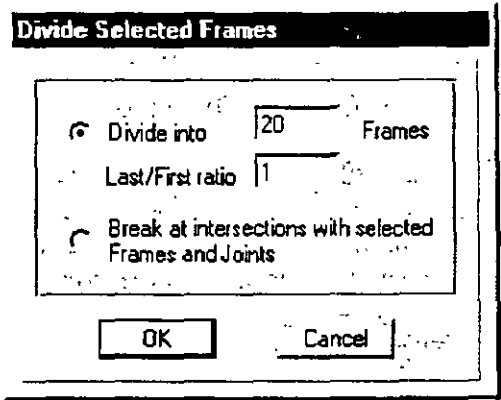 Divide Selected Frames
Divide into 20 Frames
Last/First ratio 1
Break at intersections with selected
Frames and Joints
OK Cancel